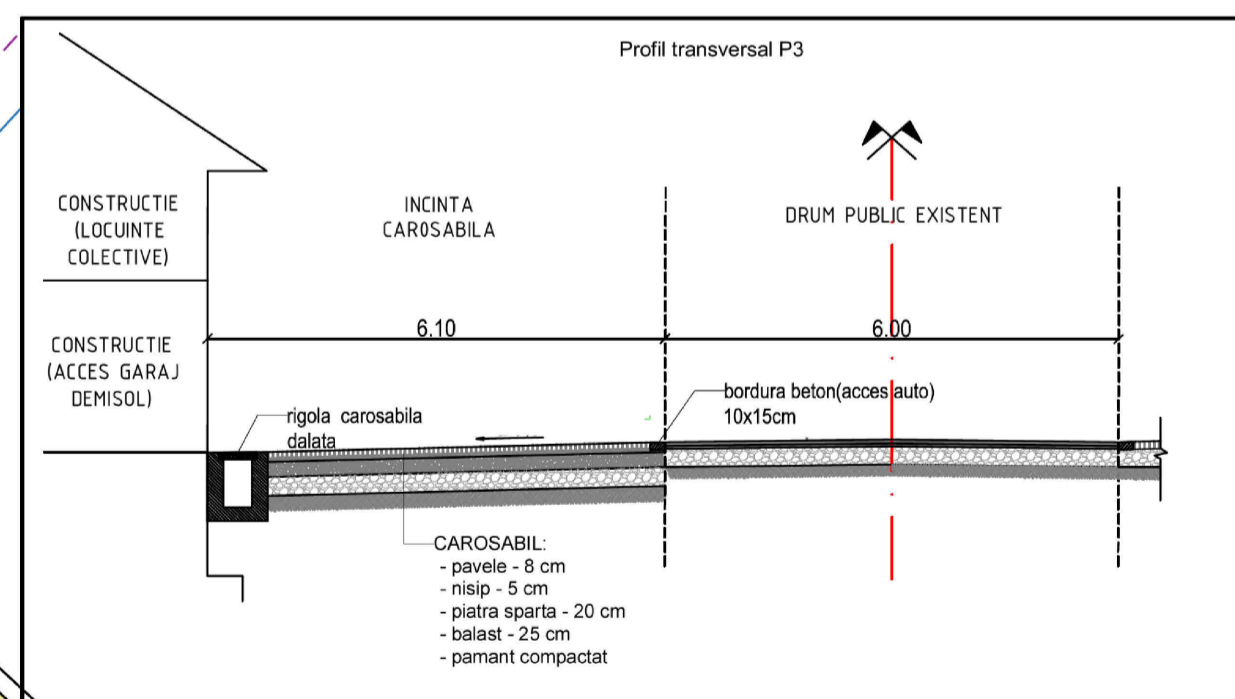 Profil transversal P3
CONSTRUCTIE
(LOCUINTE
COLECTIVE)
INCINTA
CAROSABILA
DRUM PUBLIC EXISTENT
6.10
6.00
CONSTRUCTIE
(ACCES GARAJ
DEMISOL)
rigola carosabila
dalata
bordura beton(acces auto)
10x15cm
CAROSABIL:
- pavele - 8 cm
- nisip - 5 cm
- piatra sparta - 20 cm
- balast - 25 cm
- pamant compactat